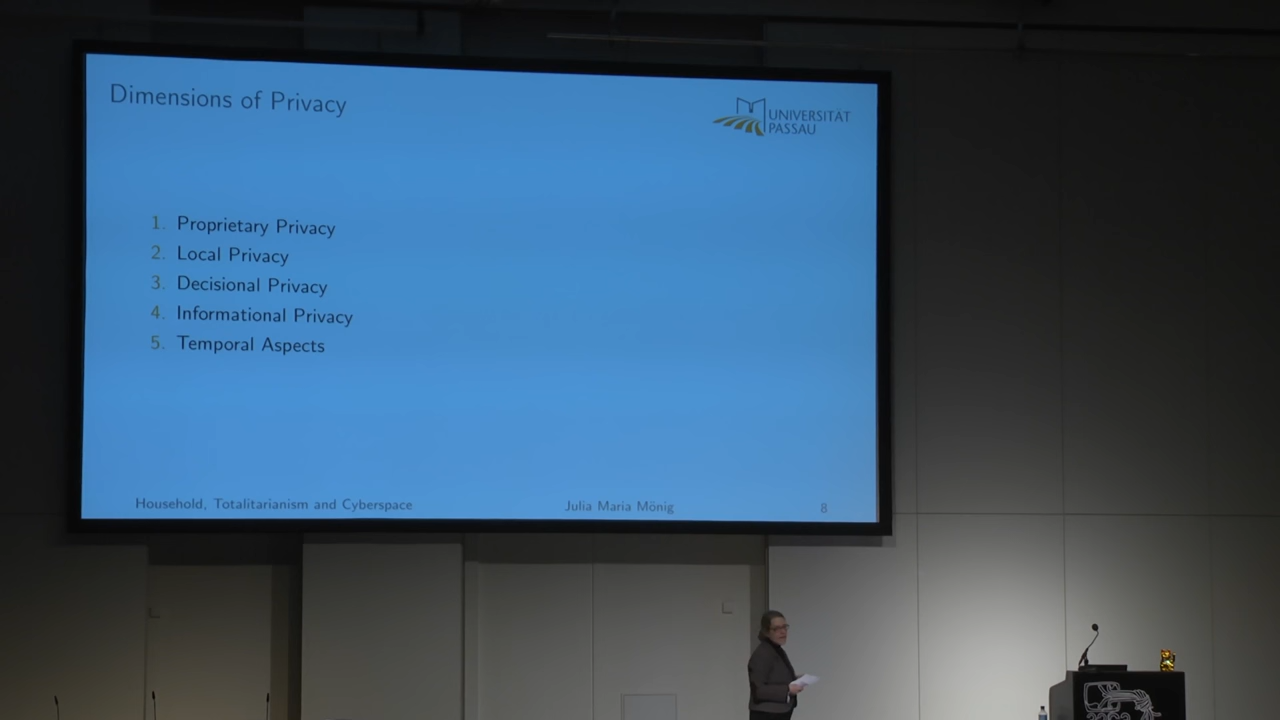 Dimensions of Privacy
UNIVERSITÄT
PASSAU
1. Proprietary Privacy
2. Local Privacy
3. Decisional Privacy
4. Informational Privacy
5. Temporal Aspects
Household, Totalitarianism and Cyberspace
Julia Maria Mönig
8